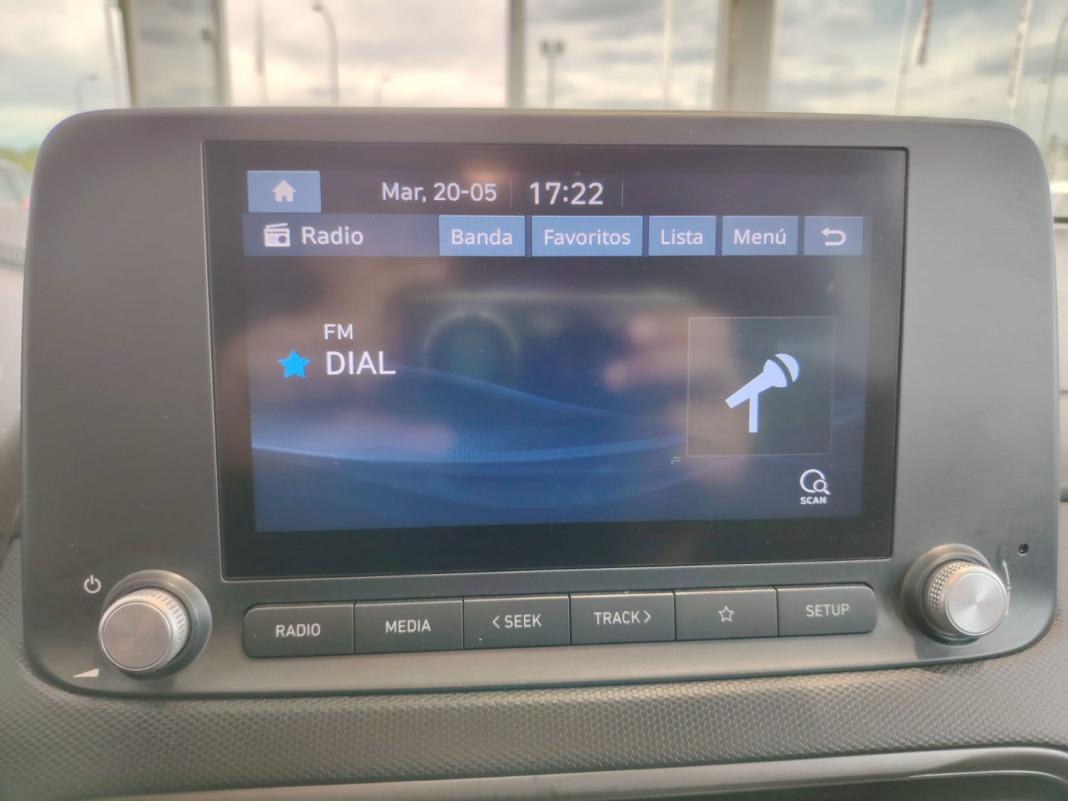 Mar, 20-05 17:22
Radio Banda Favoritos Lista Menú
FM
DIAL
SCAN
RADIO MEDIA <SEEK TRACK> SETUP